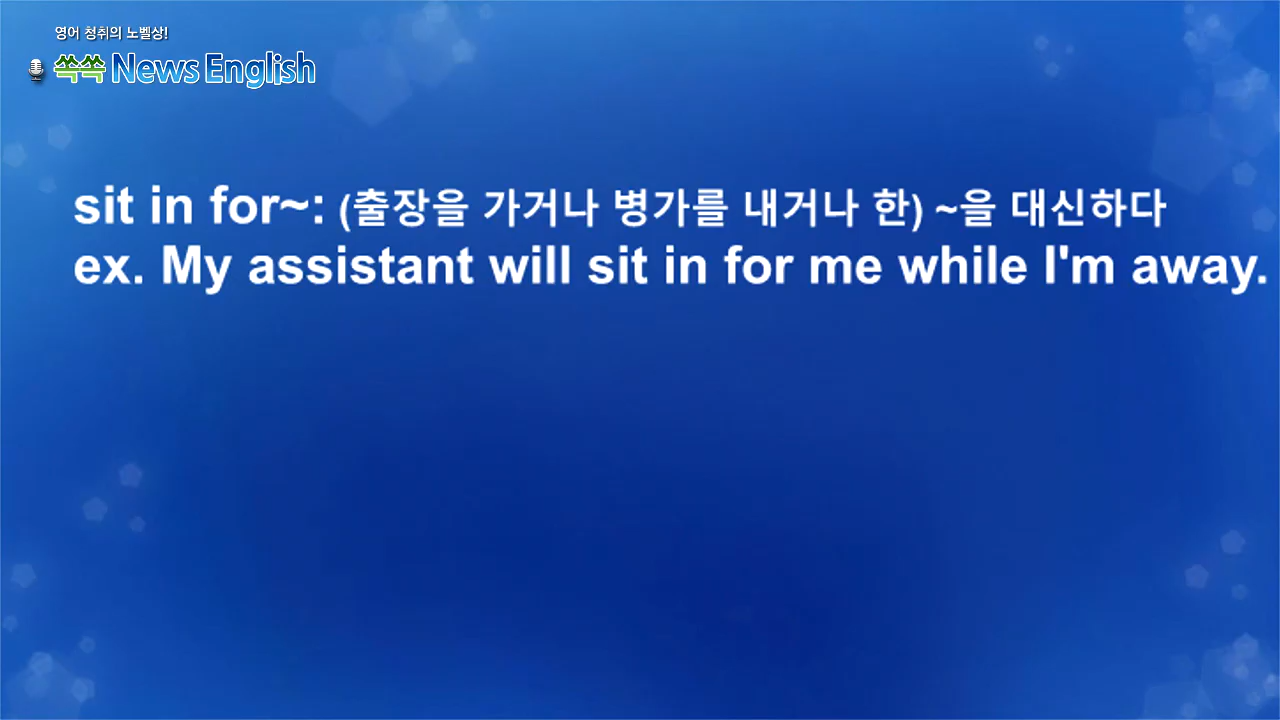 영어 청취의 노벨상!
쏙쏙 News English
sit in for~: (출장을 가거나 병가를 내거나 한) ~을 대신하다
ex. My assistant will sit in for me while I'm away.